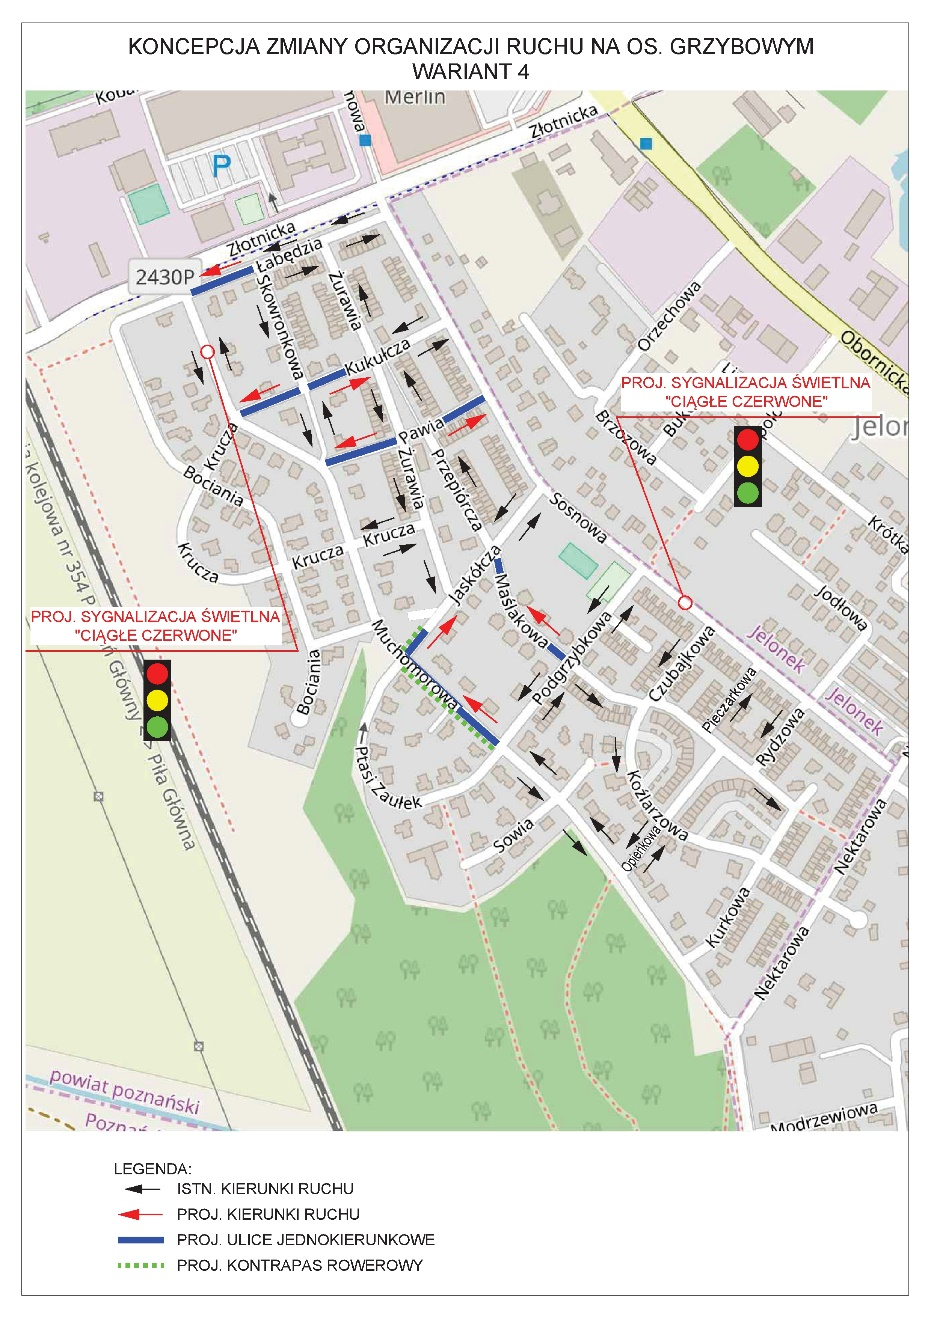 KONCEPCJA ZMIANY ORGANIZACJI RUCHU NA OS. GRZYBOWYM
WARIANT 4
Merlin
Złotnicka
P
Złotnicka
Łabędzia
2430P
Skowronkowa
Żurawia
Kukułcza
Orzechowa
Obornicka
PROJ. SYGNALIZACJA ŚWIETLNA
"CIĄGŁE CZERWONE"
Brzozowa
Pawia
Krucza
Bociania
Żurawia
Przepiórcza
Sosnowa
Krótka
Krucza
Krucza
Krucza
Jaskółcza
Maślakowa
Jodłowa
PROJ. SYGNALIZACJA ŚWIETLNA
"CIĄGŁE CZERWONE"
Muchomorowa
Podgrzybkowa
Czubajkowa
Jelonek
Jelonek
Bociania
Pieczarkowa
Rydzowa
Ptasi Zaułek
Koźlarzowa
Sowia
Opieńkowa
Nektarowa
Kurkowa
Nektarowa
Piła Główna
powiat poznański
Modrzewiowa
LEGENDA:
ISTN. KIERUNKI RUCHU
PROJ. KIERUNKI RUCHU
PROJ. ULICE JEDNOKIERUNKOWE
PROJ. KONTRAPAS ROWEROWY